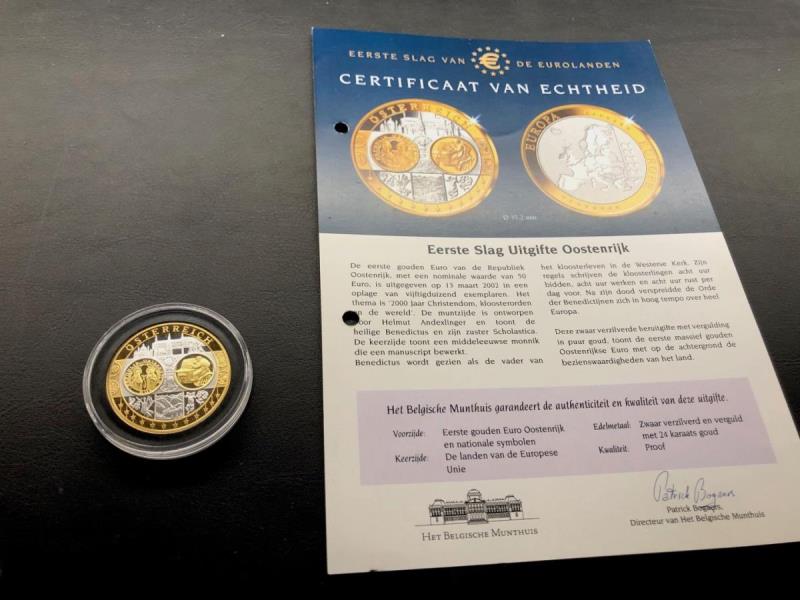 EERSTE SLAG VAN € DE EUROLANDEN
CERTIFICAAT VAN ECHTHEID
ÖSTERREICH
EUROPA
EUROPE
Eerste Slag Uitgifte Oostenrijk
De eerste gouden Euro van de Republiek
Oostenrijk, met een nominale waarde van 50
Euro, is uitgegeven op 13 maart 2002 in een
oplage van vijftigduizend exemplaren. Het
thema is '2000 Jaar Christendom, kloosterorden
van de wereld'. De muntzijde is ontworpen
door Helmut Andexlinger en toont de
heilige Benedictus en zijn zuster Scholastica.
De keerzijde toont een middeleeuwse monnik
die een manuscript bewerkt.
Benedictus wordt gezien als de vader van
het kloosterleven in de Westerse Kerk. Zijn
regels schrijven de kloosterlingen acht uur
bidden, acht uur werken en acht uur rust per
dag voor. Na zijn dood verspreidde de Orde
der Benedictijnen zich in hoog tempo over heel
Europa.
Deze zwaar verzilverde heruitgifte met verguldig
in puur goud, toont de eerste massief gouden
Oostenrijkse Euro met op de achtergrond de
bezienswaardigheden van het land.
Het Belgische Munthuis garandeert de authenticiteit en kwaliteit van deze uitgifte.
Voorzijde: Eerste gouden Euro Oostenrijk
en nationale symbolen
Keerzijde: De landen van de Europese
Unie
Edelmetaal: Zwaar verzilverd en verguld
met 24 karaats goud
Kwaliteit: Proof
HET BELGISCHE MUNTHUIS
Patrick Bogaers
Patrick Bogaers,
Directeur van Het Belgische Munthuis
ÖSTERREICH